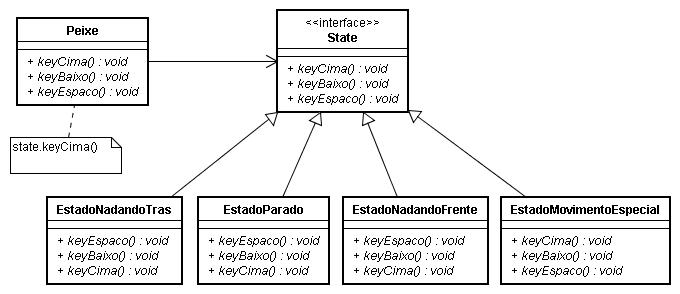 Peixe
+ keyCima() : void
+ keyBaixo() : void
+ keyEspaco() : void
state.keyCima()
<<interface>>
State
+ keyCima() : void
+ keyBaixo() : void
+ keyEspaco() : void
EstadoNadandoTras
+ keyEspaco() : void
+ keyBaixo() : void
+ keyCima() : void
EstadoParado
+ keyEspaco() : void
+ keyBaixo() : void
+ keyCima() : void
EstadoNadandoFrente
+ keyEspaco() : void
+ keyBaixo() : void
+ keyCima() : void
EstadoMovimentoEspecial
+ keyCima() : void
+ keyBaixo() : void
+ keyEspaco() : void